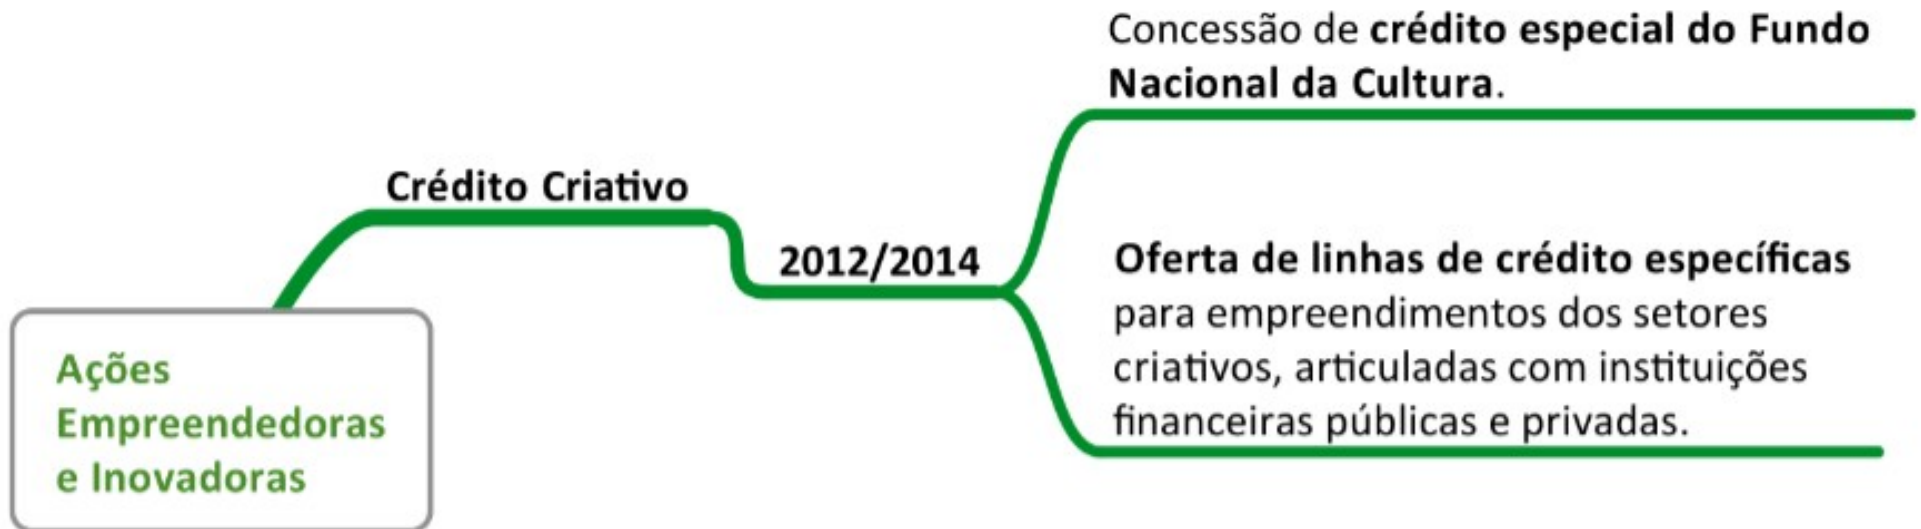 Ações
Empreendedoras
e Inovadoras
Crédito Criativo
2012/2014
Concessão de crédito especial do Fundo
Nacional da Cultura.
Oferta de linhas de crédito específicas
para empreendimentos dos setores
criativos, articuladas com instituições
financeiras públicas e privadas.